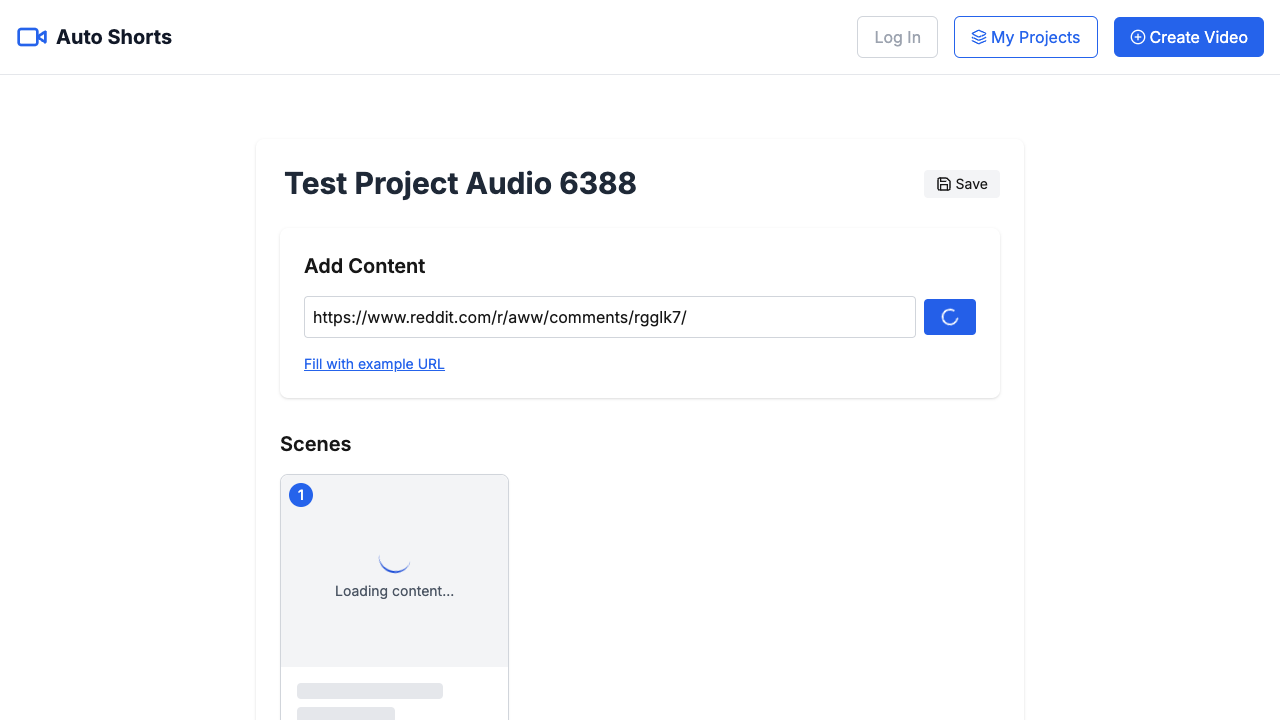 Auto Shorts
Log In
My Projects
Create Video
Test Project Audio 6388
Save
Add Content
https://www.reddit.com/r/aww/comments/rgglk7/
Fill with example URL
Scenes
1
Loading content...